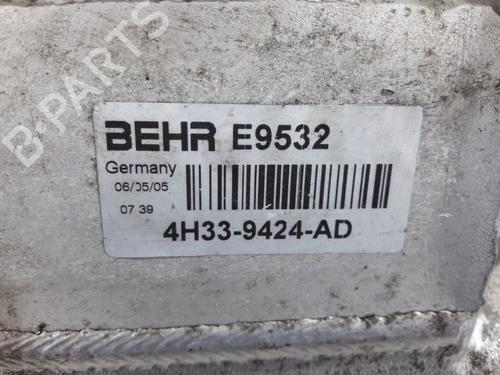 B-PARTS
BEHR E9532
Germany
06/05/05
07 39
4H33-9424-AD